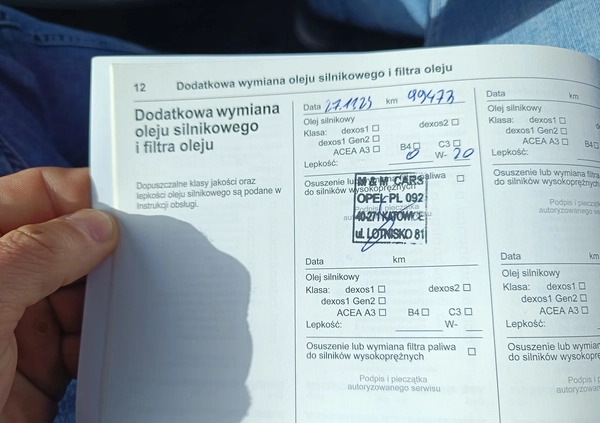 12 Dodatkowa wymiana oleju silnikowego i filtra oleju
Dodatkowa wymiana
oleju silnikowego
i filtra oleju
Dopuszczalne klasy jakości oraz
lepkości oleju silnikowego są podane w
Instrukcji obsługi.
Data 27.11.23 km 99473
Olej silnikowy
Klasa: dexos1 dexos2
dexos1 Gen2
ACEA A3 B4 C3
Lepkość: 0 W- 20
Osuszenie lub wymiana filtra paliwa
do silników wysokoprężnych
M & M CARS
OPEL PL 092
40-271 KATOWICE
ul. LOTNISKO 81
Podpis i pieczątka
autoryzowanego serwisu
Data km
Olej silnikowy
Klasa: dexos1 dexos2
dexos1 Gen2
ACEA A3 B4 C3
Lepkość: W-
Osuszenie lub wymiana filtra paliwa
do silników wysokoprężnych
Podpis i pieczątka
autoryzowanego serwisu
Data km
Olej silnikowy
Klasa: dexos1
dexos1 Gen2
ACEA A3
Lepkość:
Osuszenie lub wymiana
do silników
Podpis i
autoryzowane
Data km
Olej silnikowy
Klasa: dexos1
dexos1 Gen2
ACEA A3
Lepkość:
Osuszenie lub wymiana
do silników
Podpis i
autoryzowan